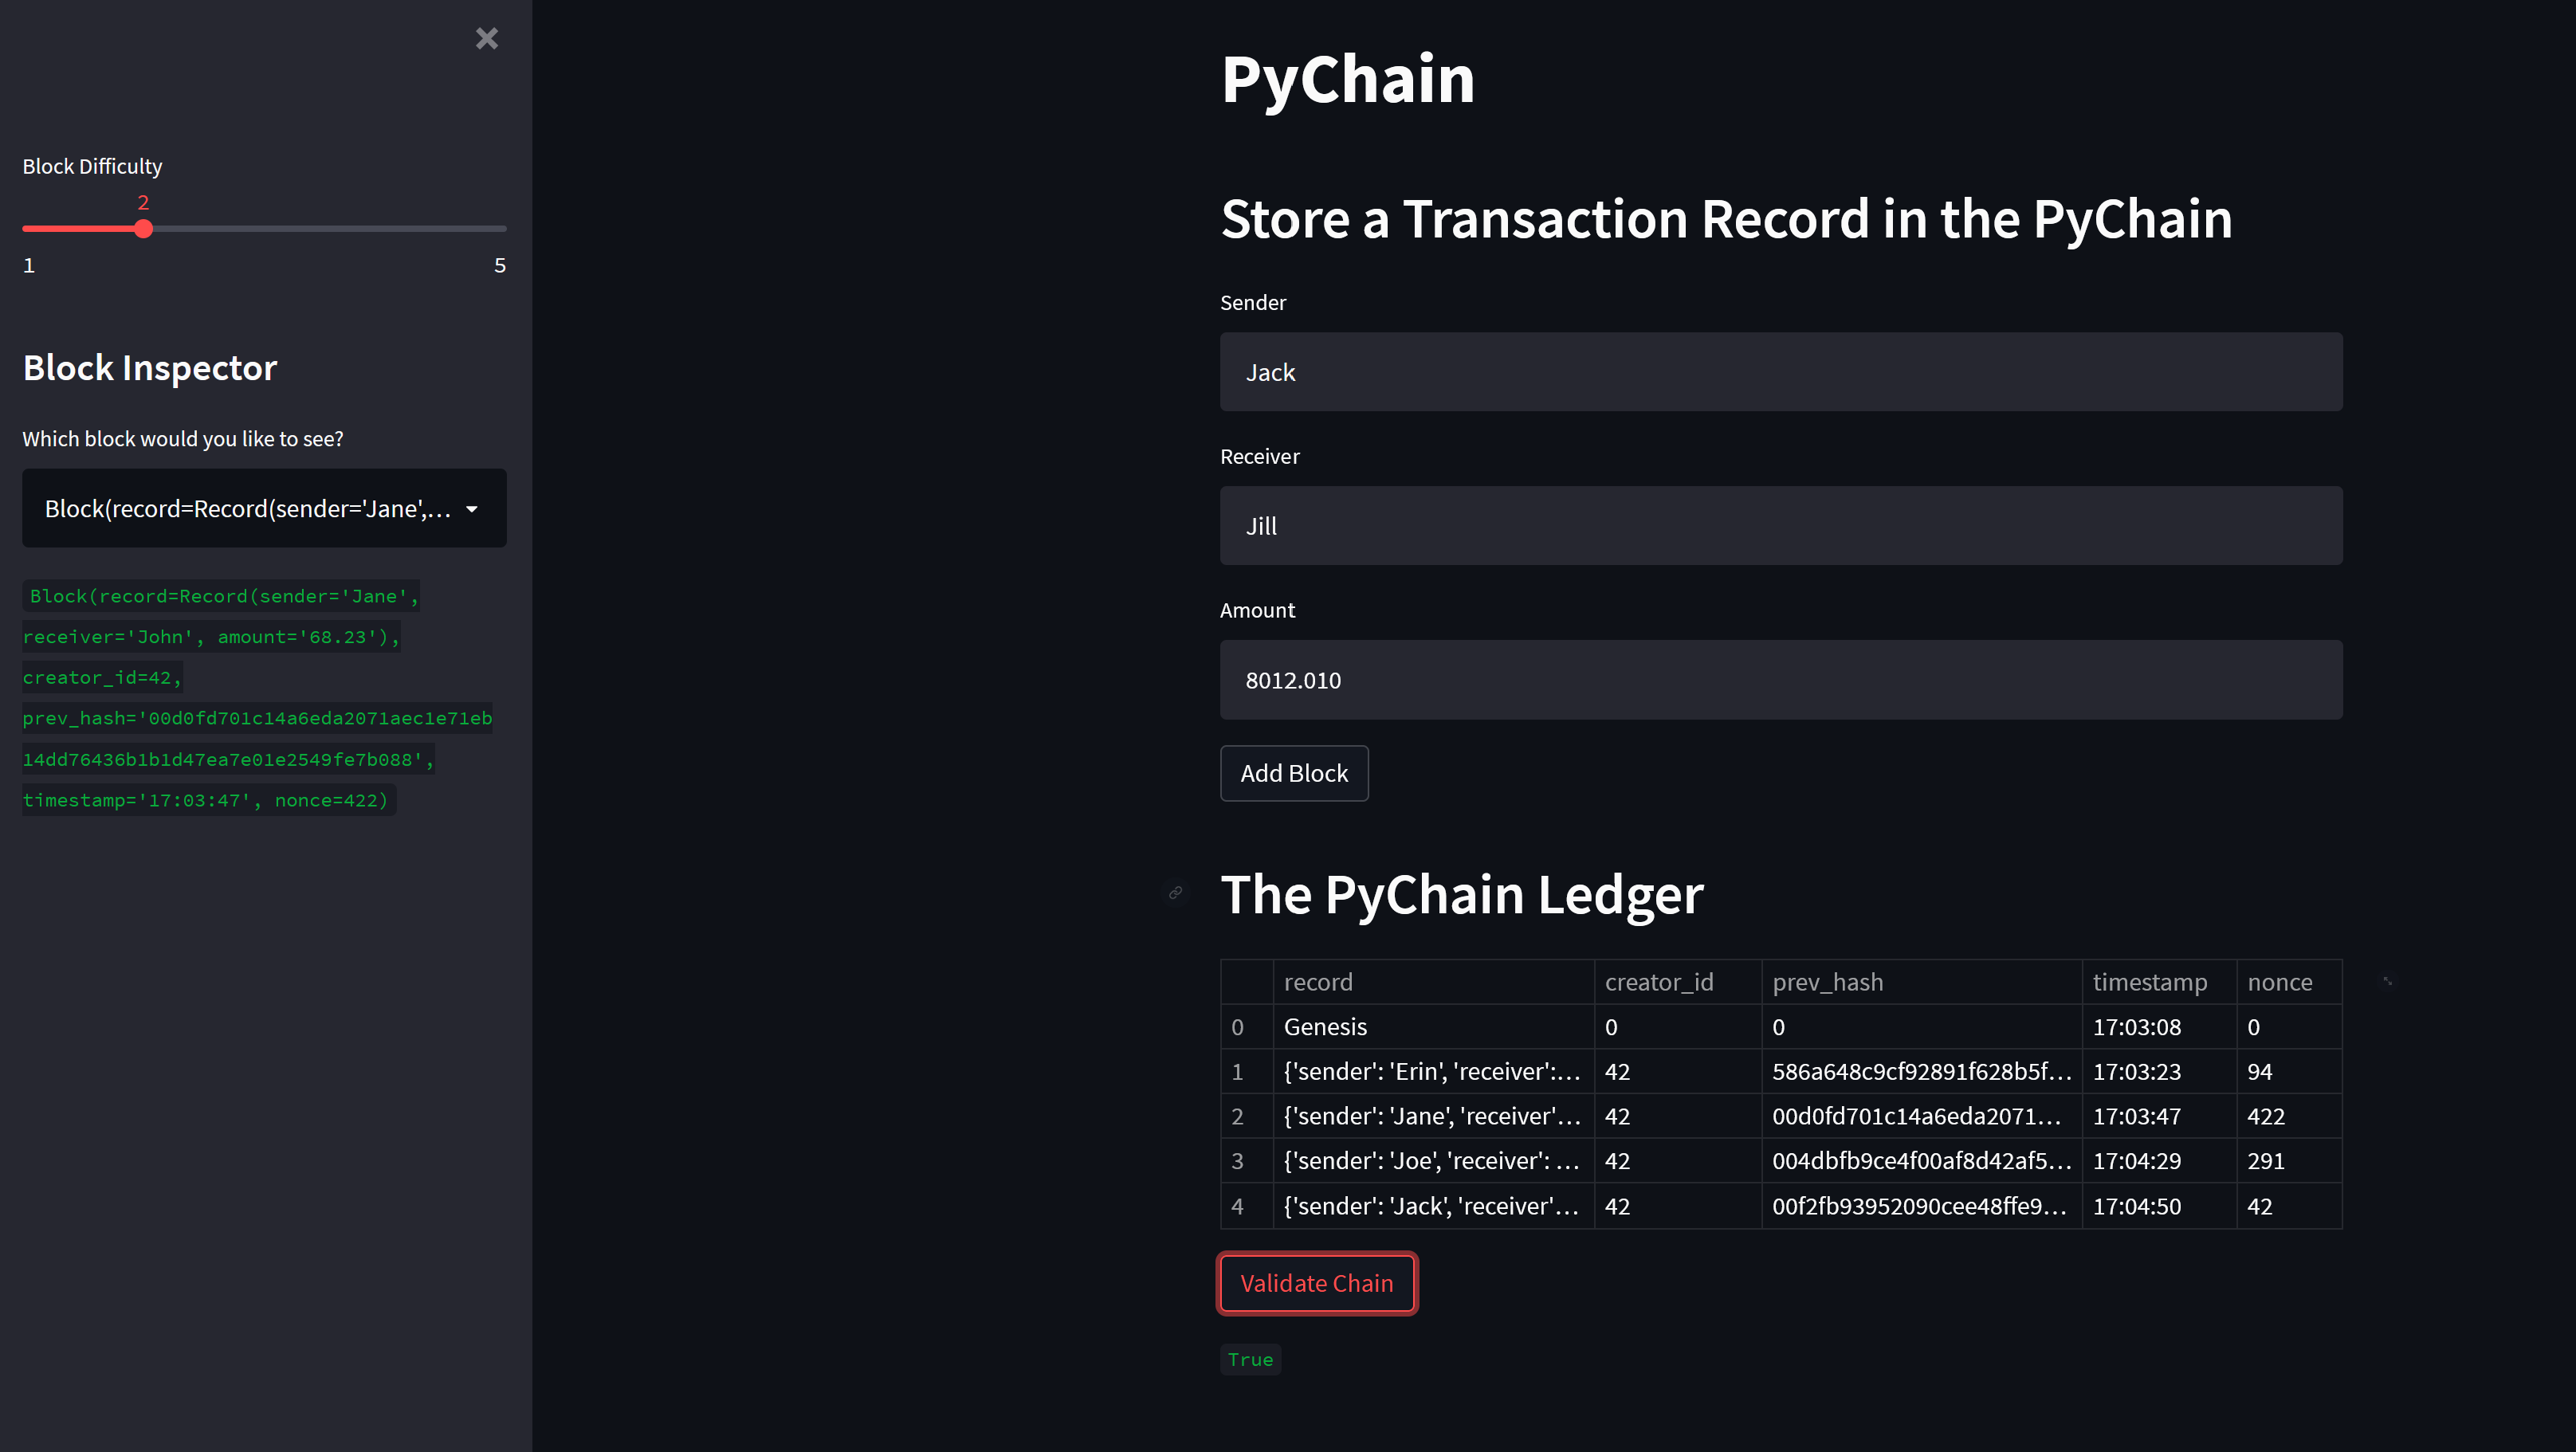 Block Difficulty
2
1 5
Block Inspector
Which block would you like to see?
Block(record=Record(sender='Jane',...
Block(record=Record(sender='Jane',
receiver='John', amount='68.23'),
creator_id=42,
prev_hash='00d0fd701c14a6eda2071aec1e71eb
14dd76436b1b1d47ea7e01e2549fe7b088',
timestamp='17:03:47', nonce=422)
PyChain
Store a Transaction Record in the PyChain
Sender
Jack
Receiver
Jill
Amount
8012.010
Add Block
The PyChain Ledger
record creator_id prev_hash timestamp nonce
0 Genesis 0 0 17:03:08 0
1 {'sender': 'Erin', 'receiver':... 42 586a648c9cf92891f628b5f... 17:03:23 94
2 {'sender': 'Jane', 'receiver'... 42 00d0fd701c14a6eda2071... 17:03:47 422
3 {'sender': 'Joe', 'receiver': ... 42 004dbfb9ce4f00af8d42af5... 17:04:29 291
4 {'sender': 'Jack', 'receiver'... 42 00f2fb93952090cee48ffe9... 17:04:50 42
Validate Chain
True